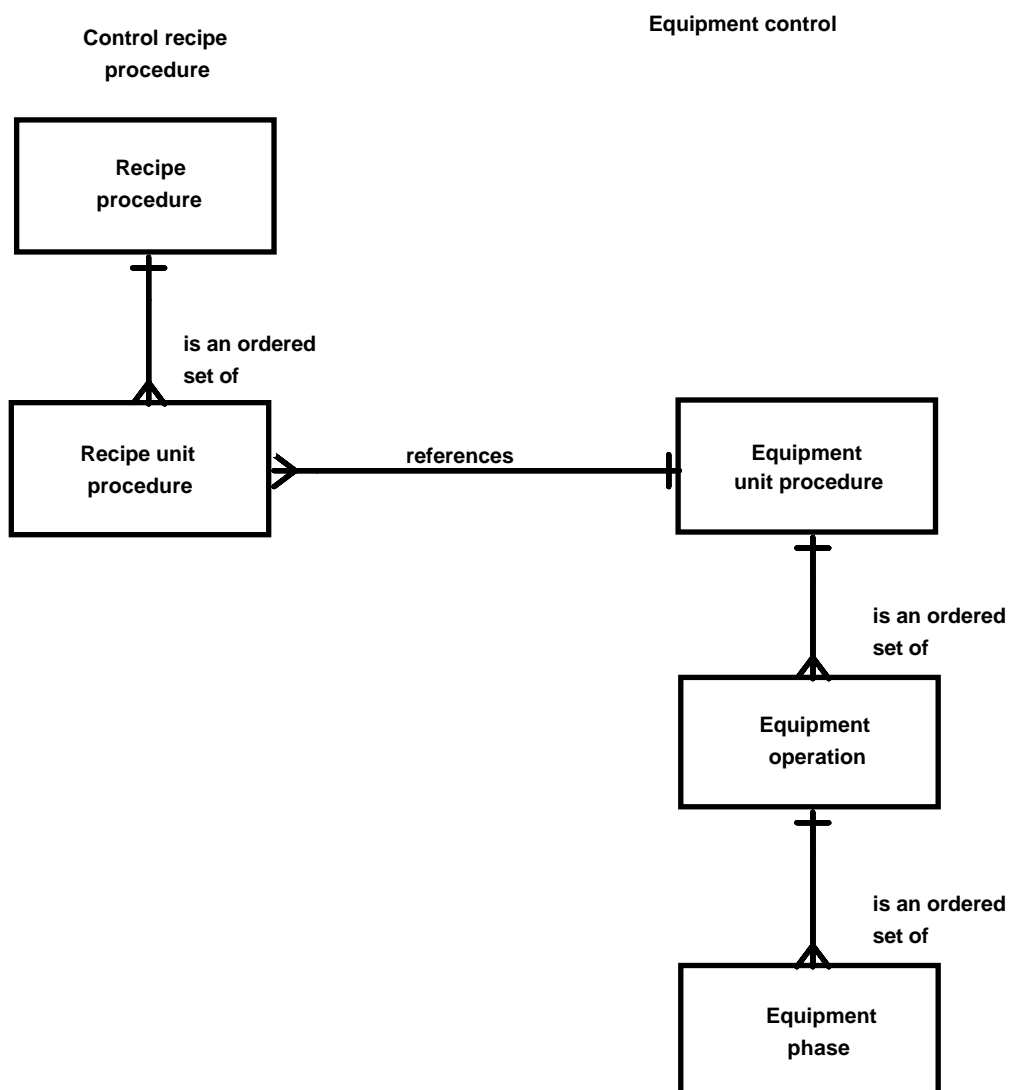 Control recipe
procedure
Equipment control
Recipe
procedure
is an ordered
set of
Recipe unit
procedure
references
Equipment
unit procedure
is an ordered
set of
Equipment
operation
is an ordered
set of
Equipment
phase